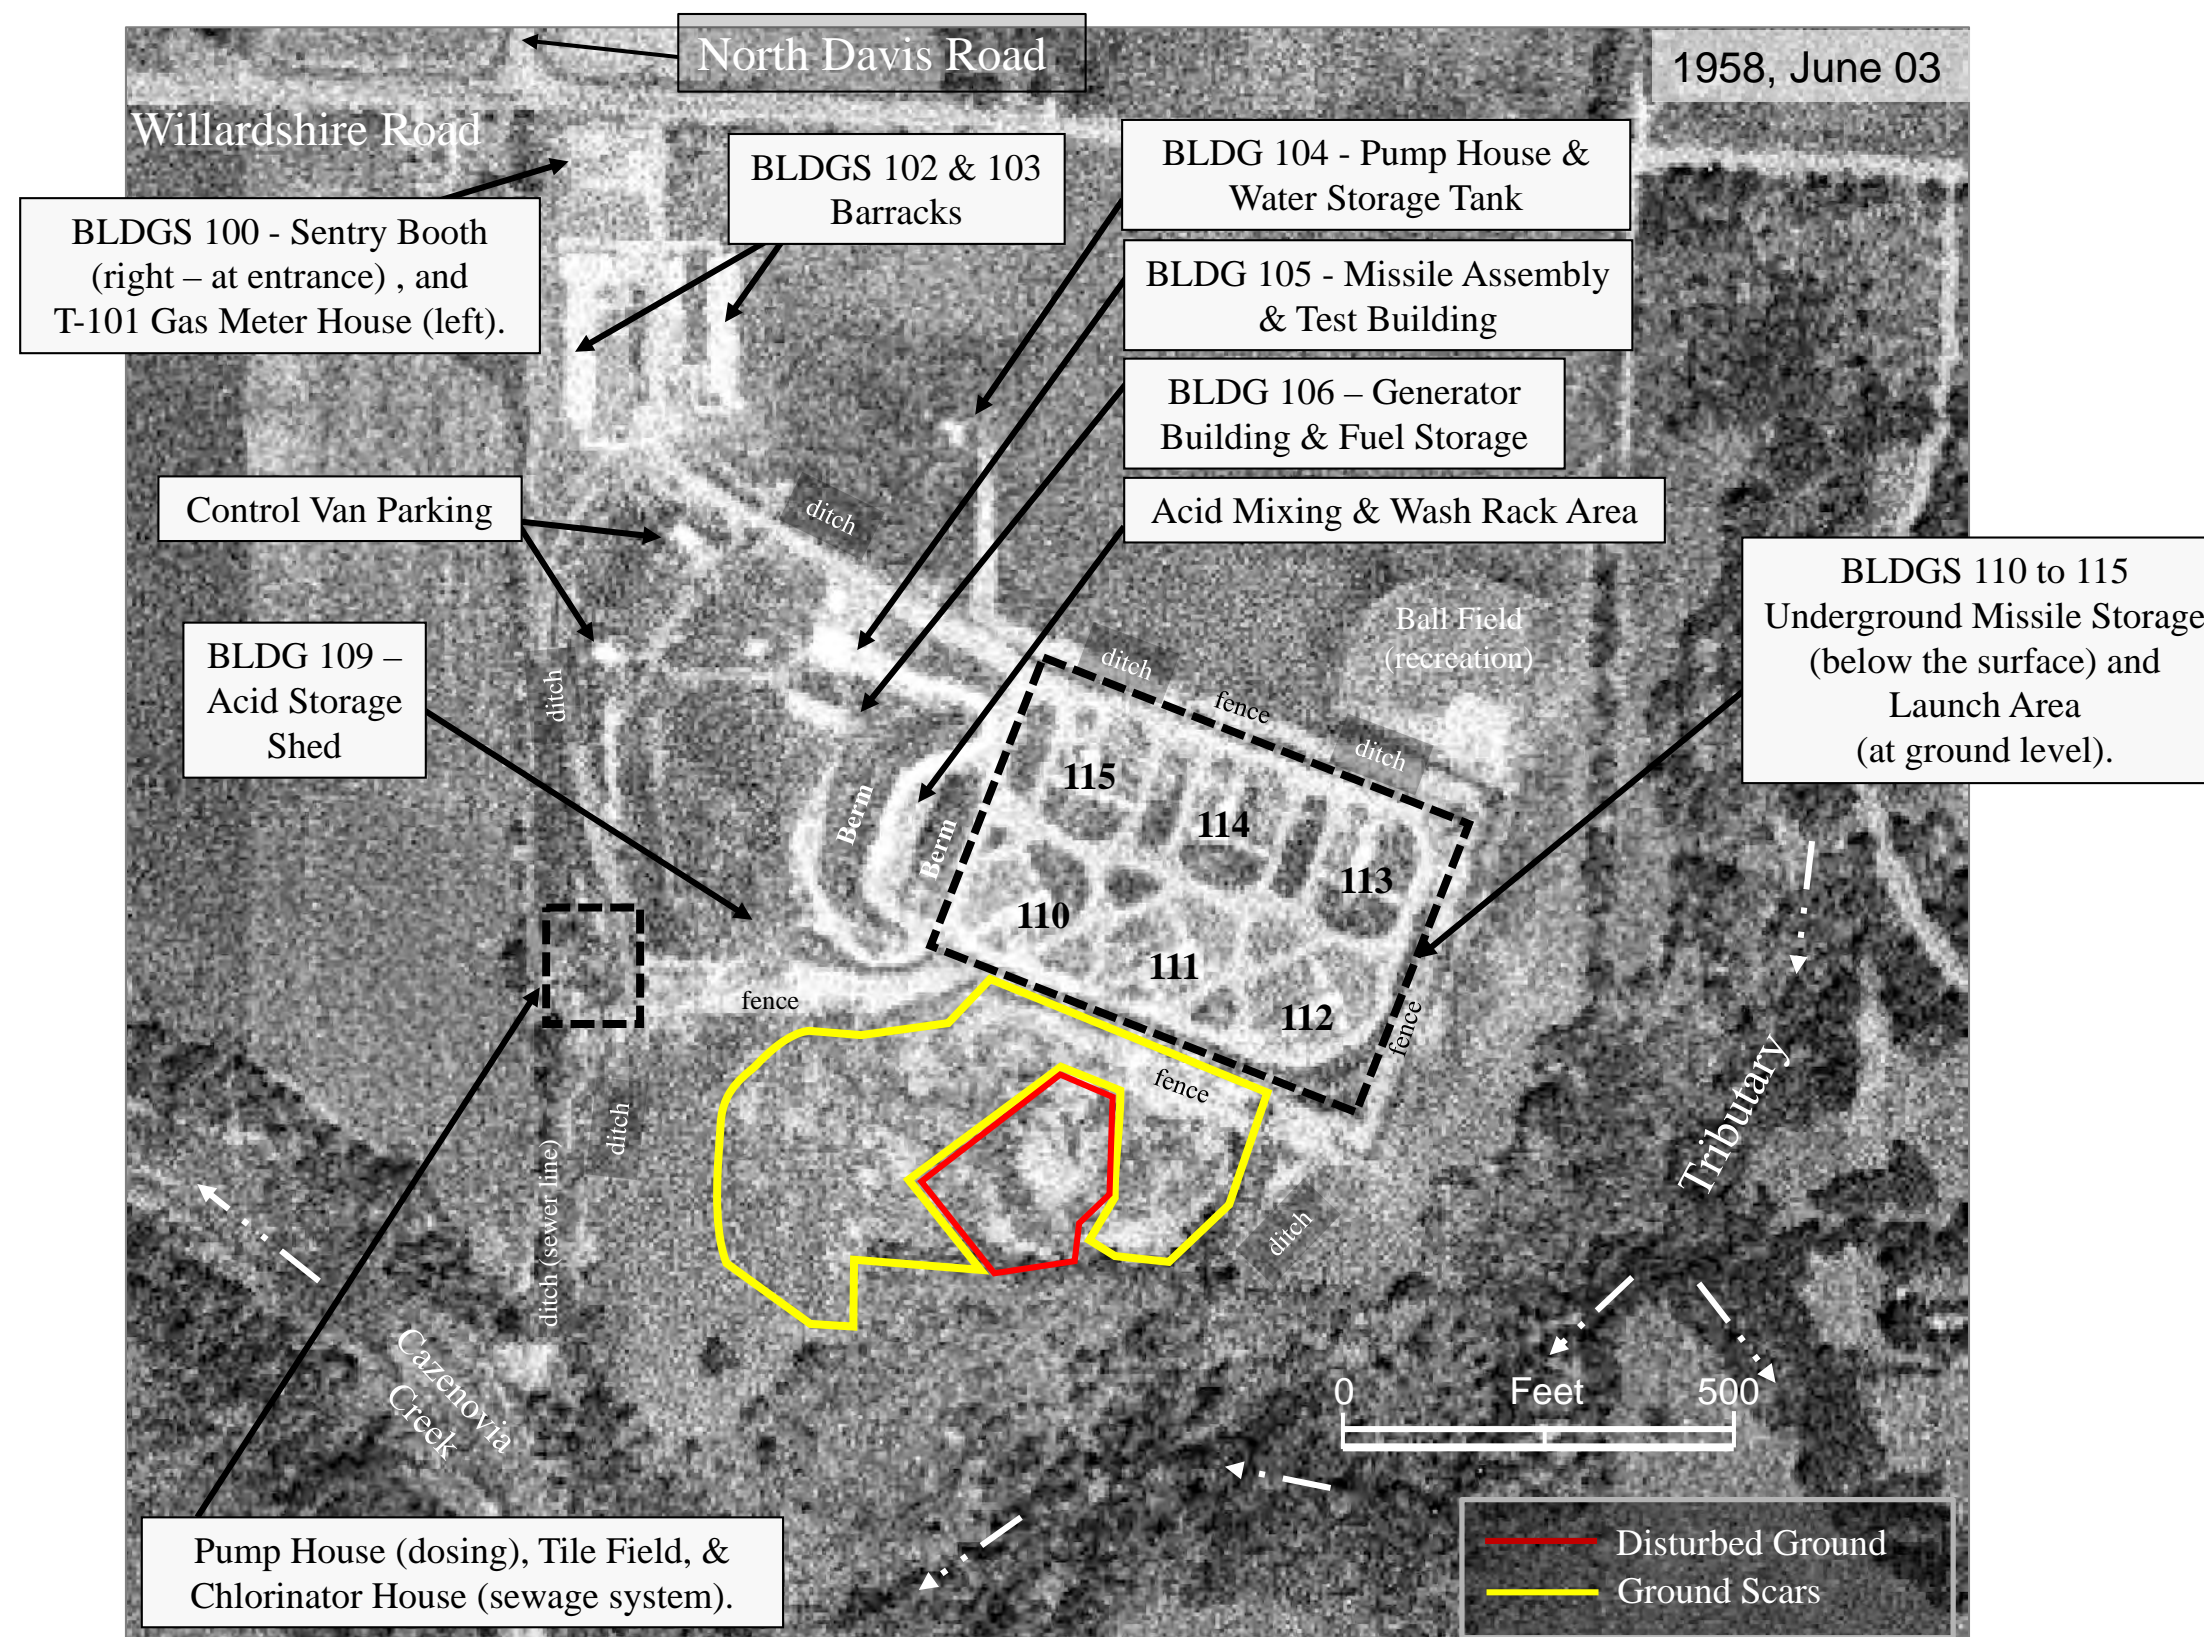 North Davis Road
1958, June 03
Willardshire Road
BLDGS 100 - Sentry Booth
(right – at entrance) , and
T-101 Gas Meter House (left).
BLDGS 102 & 103
Barracks
BLDG 104 - Pump House &
Water Storage Tank
BLDG 105 - Missile Assembly
& Test Building
BLDG 106 – Generator
Building & Fuel Storage
Acid Mixing & Wash Rack Area
Control Van Parking
ditch
BLDGS 110 to 115
Underground Missile Storage
(below the surface) and
Launch Area
(at ground level).
Ball Field
(recreation)
BLDG 109 –
Acid Storage
Shed
ditch
ditch
fence
ditch
115
114
113
Berm
Berm
110
111
112
fence
fence
fence
Tributary
ditch
ditch (sewer line)
ditch
Cazenovia
Creek
0 Feet 500
Pump House (dosing), Tile Field, &
Chlorinator House (sewage system).
Disturbed Ground
Ground Scars